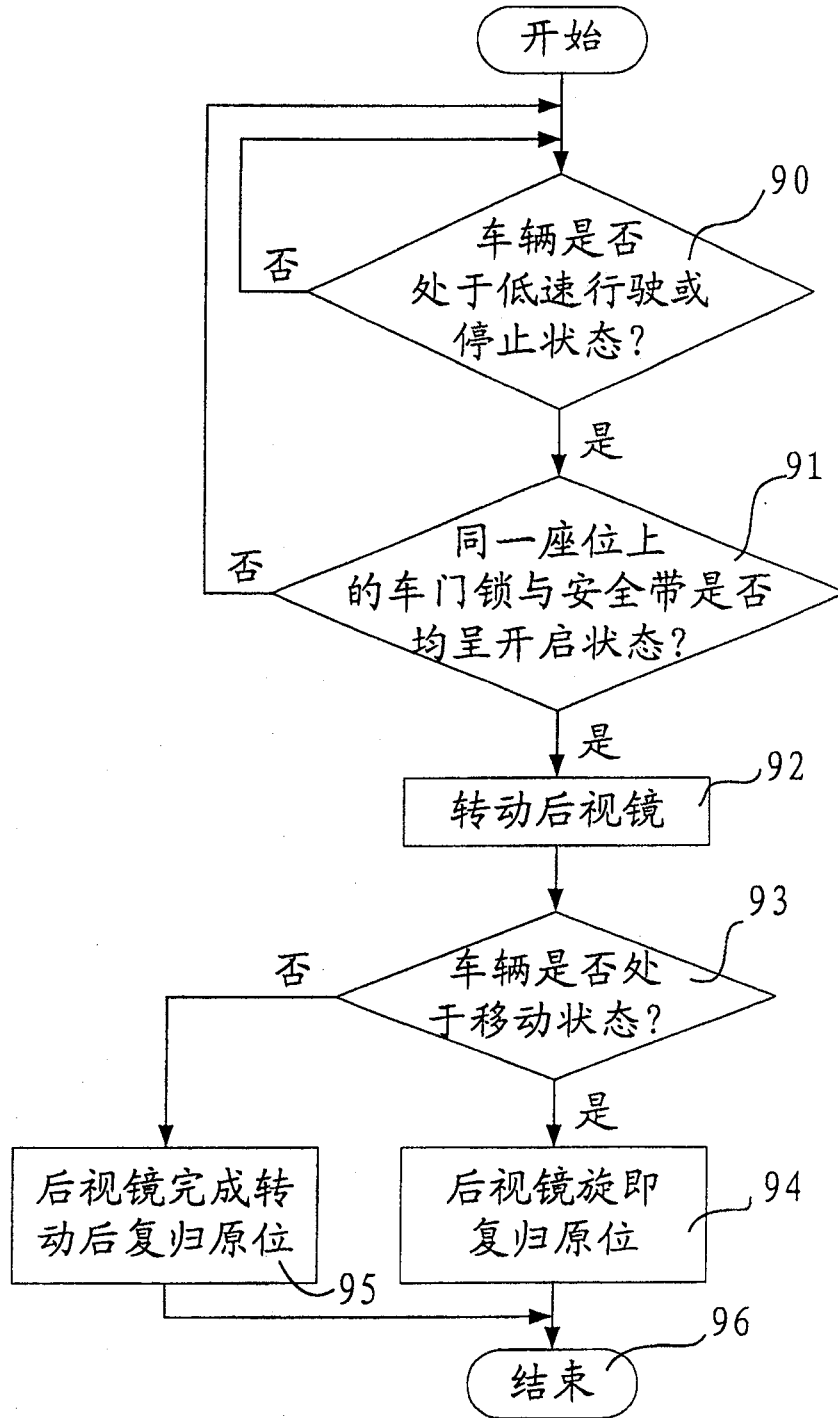 开始
90
车辆是否
处于低速行驶或
停止状态?
否
是
91
同一座位上
的车门锁与安全带是否
均呈开启状态?
否
是
92
转动后视镜
93
车辆是否处
于移动状态?
否
是
后视镜完成转
动后复归原位
95
后视镜旋即
复归原位
94
96
结束